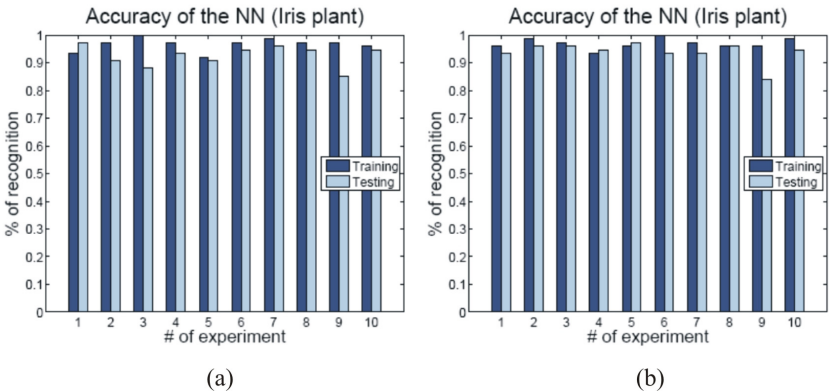 Accuracy of the NN (Iris plant)
% of recognition
1
0.9
0.8
0.7
0.6
0.5
0.4
0.3
0.2
0.1
0
Training
Testing
1 2 3 4 5 6 7 8 9 10
# of experiment
(a)
Accuracy of the NN (Iris plant)
% of recognition
1
0.9
0.8
0.7
0.6
0.5
0.4
0.3
0.2
0.1
0
Training
Testing
1 2 3 4 5 6 7 8 9 10
# of experiment
(b)